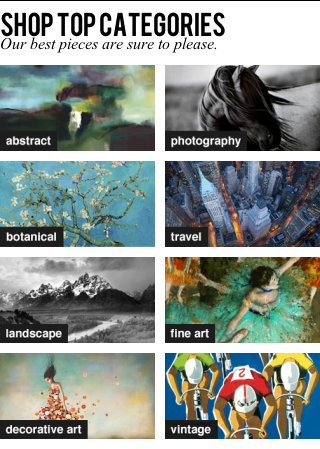 SHOP TOP CATEGORIES
Our best pieces are sure to please.
abstract
photography
botanical
travel
landscape
fine art
decorative art
vintage
2